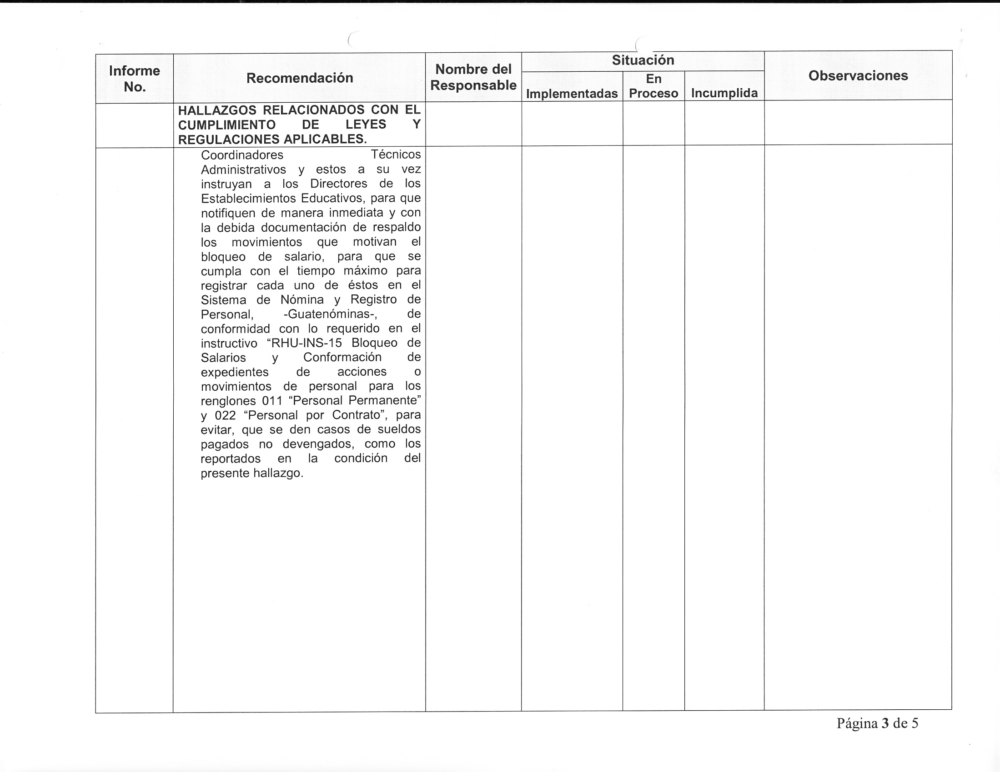 Informe No.
Recomendación
Nombre del Responsable
Situación
Implementadas
En Proceso
Incumplida
Observaciones
HALLAZGOS RELACIONADOS CON EL
CUMPLIMIENTO DE LEYES Y
REGULACIONES APLICABLES.
Coordinadores Técnicos
Administrativos y estos a su vez
instruyan a los Directores de los
Establecimientos Educativos, para que
notifiquen de manera inmediata y con
la debida documentación de respaldo
los movimientos que motivan el
bloqueo de salario, para que se
cumpla con el tiempo máximo para
registrar cada uno de éstos en el
Sistema de Nómina y Registro de
Personal, -Guatenóminas-, de
conformidad con lo requerido en el
instructivo “RHU-INS-15 Bloqueo de
Salarios y Conformación de
expedientes de acciones o
movimientos de personal para los
renglones 011 “Personal Permanente”
y 022 “Personal por Contrato”, para
evitar, que se den casos de sueldos
pagados no devengados, como los
reportados en la condición del
presente hallazgo.
Página 3 de 5